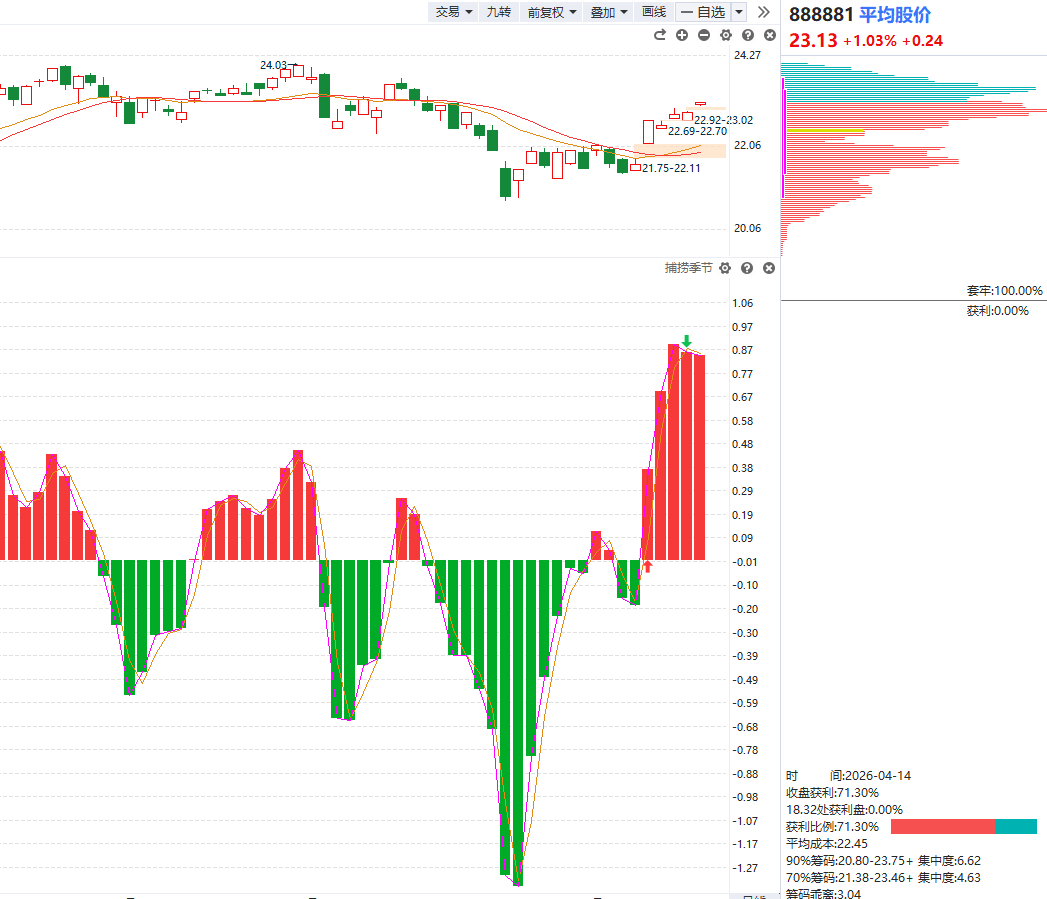 交易 九转 前复权 叠加 画线 一 自选
888881 平均股价
23.13 +1.03% +0.24
24.27
24.03
22.92-23.02
22.69-22.70
22.06
21.75-22.11
20.06
捕捞季节
套牢:100.00%
获利:0.00%
1.06
0.97
0.87
0.77
0.67
0.58
0.48
0.38
0.29
0.19
0.09
-0.01
-0.10
-0.20
-0.30
-0.39
-0.49
-0.59
-0.68
-0.78
-0.88
-0.98
-1.07
-1.17
-1.27
时 间:2026-04-14
收盘获利:71.30%
18.32处获利盘:0.00%
获利比例:71.30%
平均成本:22.45
90%筹码:20.80-23.75+ 集中度:6.62
70%筹码:21.38-23.46+ 集中度:4.63
筹码乖离:3.04